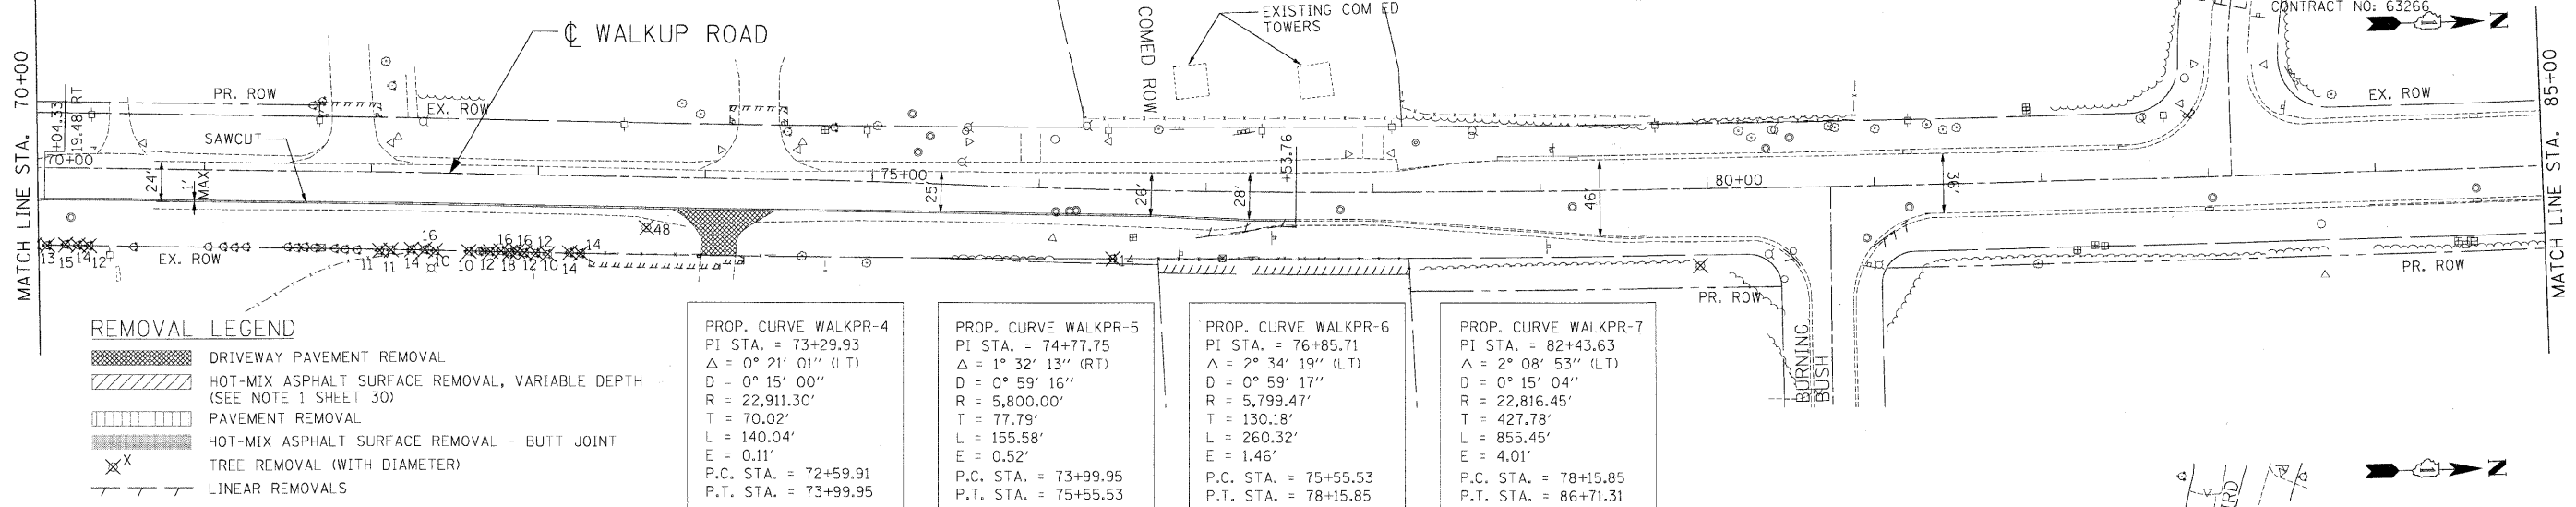 CONTRACT NO: 63266
N
MATCH LINE STA. 70+00
℄ WALKUP ROAD
EXISTING COM ED
TOWERS
COMED ROW
MATCH LINE STA. 85+00
PR. ROW
EX. ROW
EX. ROW
+04.33
19.48' RT
SAWCUT
70+00
24'
1'
MAX
75+00
25'
26'
28'
+53.76
46'
80+00
36'
48
13 15 14 12
EX. ROW
11 11 14 16 10 10 12 16 18 16 12 12 10 14 14
14
PR. ROW
PR. ROW
BURNING
BUSH
REMOVAL LEGEND
DRIVEWAY PAVEMENT REMOVAL
HOT-MIX ASPHALT SURFACE REMOVAL, VARIABLE DEPTH
(SEE NOTE 1 SHEET 30)
PAVEMENT REMOVAL
HOT-MIX ASPHALT SURFACE REMOVAL - BUTT JOINT
X TREE REMOVAL (WITH DIAMETER)
LINEAR REMOVALS
PROP. CURVE WALKPR-4
PI STA. = 73+29.93
Δ = 0° 21' 01'' (LT)
D = 0° 15' 00''
R = 22,911.30'
T = 70.02'
L = 140.04'
E = 0.11'
P.C. STA. = 72+59.91
P.T. STA. = 73+99.95
PROP. CURVE WALKPR-5
PI STA. = 74+77.75
Δ = 1° 32' 13'' (RT)
D = 0° 59' 16''
R = 5,800.00'
T = 77.79'
L = 155.58'
E = 0.52'
P.C. STA. = 73+99.95
P.T. STA. = 75+55.53
PROP. CURVE WALKPR-6
PI STA. = 76+85.71
Δ = 2° 34' 19'' (LT)
D = 0° 59' 17''
R = 5,799.47'
T = 130.18'
L = 260.32'
E = 1.46'
P.C. STA. = 75+55.53
P.T. STA. = 78+15.85
PROP. CURVE WALKPR-7
PI STA. = 82+43.63
Δ = 2° 08' 53'' (LT)
D = 0° 15' 04''
R = 22,816.45'
T = 427.78'
L = 855.45'
E = 4.01'
P.C. STA. = 78+15.85
P.T. STA. = 86+71.31
N